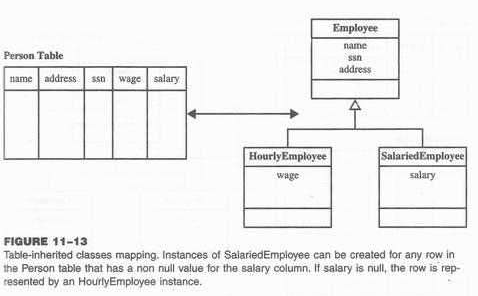 Person Table
name address ssn wage salary
Employee
name
ssn
address
HourlyEmployee
wage
SalariedEmployee
salary
FIGURE 11–13
Table-inherited classes mapping. Instances of SalariedEmployee can be created for any row in
the Person table that has a non null value for the salary column. If salary is null, the row is rep-
resented by an HourlyEmployee instance.